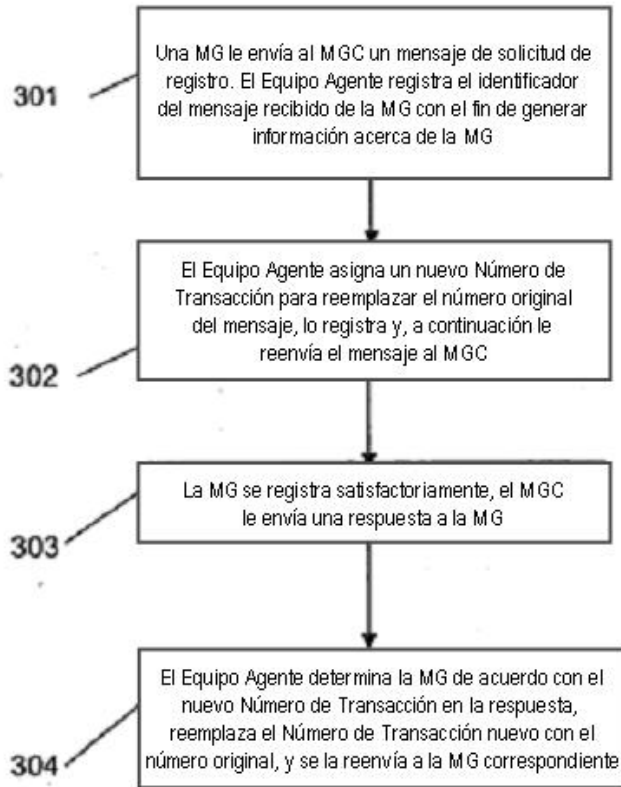 301
Una MG le envía al MGC un mensaje de solicitud de
registro. El Equipo Agente registra el identificador
del mensaje recibido de la MG con el fin de generar
información acerca de la MG
302
El Equipo Agente asigna un nuevo Número de
Transacción para reemplazar el número original
del mensaje, lo registra y, a continuación le
reenvía el mensaje al MGC
303
La MG se registra satisfactoriamente, el MGC
le envía una respuesta a la MG
304
El Equipo Agente determina la MG de acuerdo con el
nuevo Número de Transacción en la respuesta,
reemplaza el Número de Transacción nuevo con el
número original, y se la reenvía a la MG correspondiente